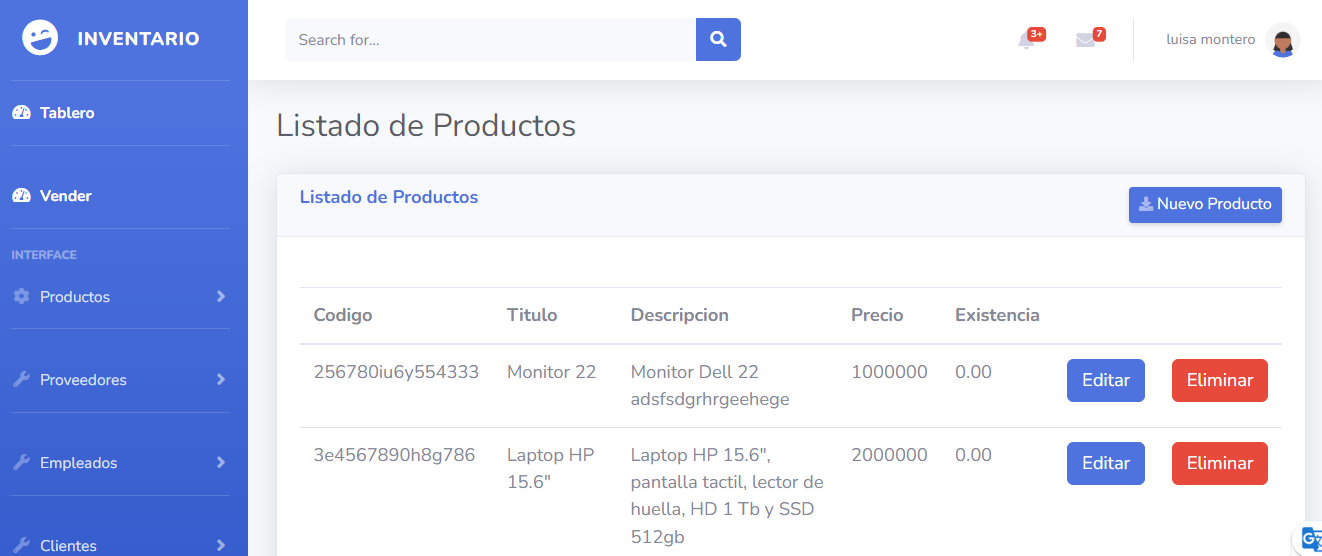 INVENTARIO
Search for...
3+
7
luisa montero
Tablero
Vender
INTERFACE
Productos
Proveedores
Empleados
Clientes
Listado de Productos
Listado de Productos
Nuevo Producto
Codigo Titulo Descripcion Precio Existencia
256780iu6y554333 Monitor 22 Monitor Dell 22 1000000 0.00 Editar Eliminar
adsfsdgrhrgeehege
3e4567890h8g786 Laptop HP Laptop HP 15.6", 2000000 0.00 Editar Eliminar
15.6" pantalla tactil, lector de
huella, HD 1 Tb y SSD
512gb